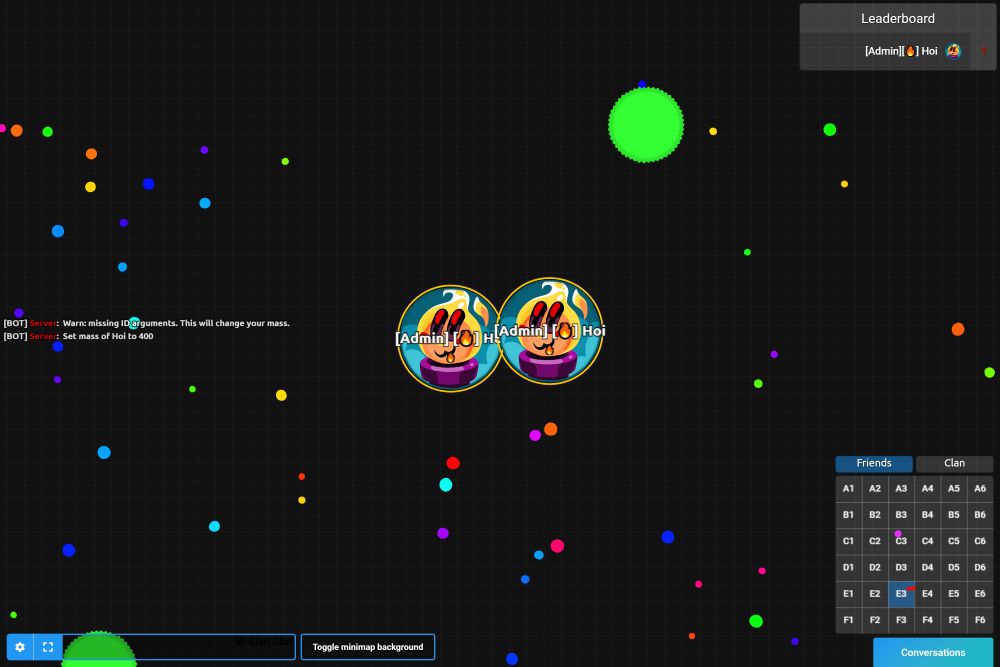 Leaderboard
[Admin][🔥] Hoi 1
[BOT] Server: Warn: missing ID arguments. This will change your mass.
[BOT] Server: Set mass of Hoi to 400
[Admin][🔥] Ho
[Admin][🔥] Hoi
Friends Clan
A1 A2 A3 A4 A5 A6
B1 B2 B3 B4 B5 B6
C1 C2 C3 C4 C5 C6
D1 D2 D3 D4 D5 D6
E1 E2 E3 E4 E5 E6
F1 F2 F3 F4 F5 F6
Toggle minimap background
Conversations